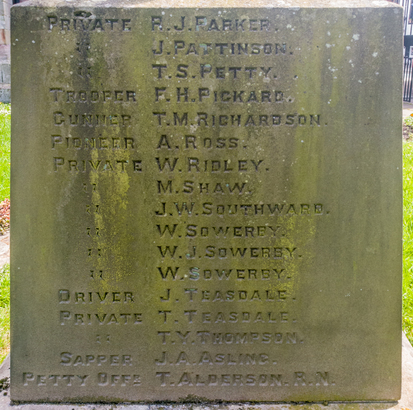 PRIVATE R.J.PARKER.
" J.PATTINSON.
" T.S.PETTY.
TROOPER F.H.PICKARD.
GUNNER T.M.RICHARDSON.
PIONEER A.ROSS.
PRIVATE W.RIDLEY.
" M.SHAW.
" J.W.SOUTHWARD.
" W.SOWERBY.
" W.J.SOWERBY.
" W.SOWERBY.
DRIVER J.TEASDALE.
PRIVATE T.TEASDALE.
" T.Y.THOMPSON.
SAPPER J.A.ASLING.
PETTY OFFR T.ALDERSON.R.N.